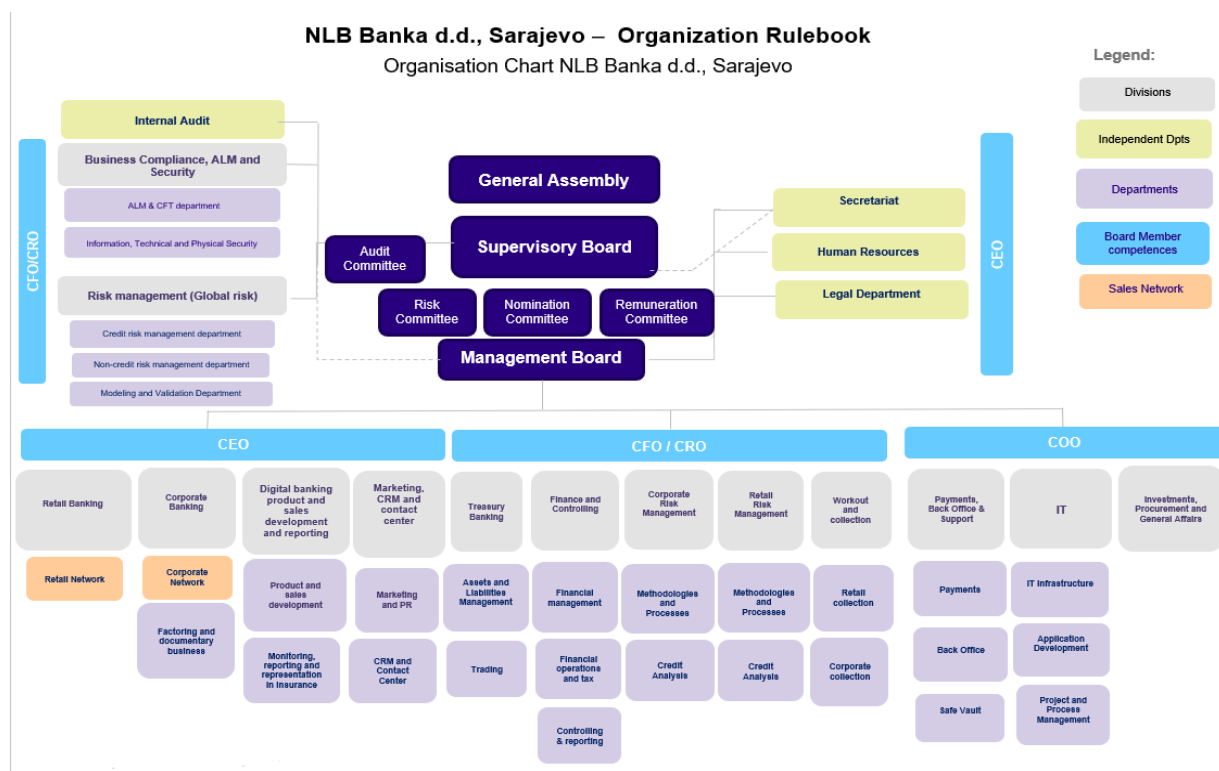 NLB Banka d.d., Sarajevo – Organization Rulebook
Organisation Chart NLB Banka d.d., Sarajevo
Legend:
Divisions
Independent Dpts
Departments
Board Member
competences
Sales Network
CFO/CRO
Internal Audit
Business Compliance, ALM and
Security
ALM & CFT department
Information, Technical and Physical Security
Risk management (Global risk)
Credit risk management department
Non-credit risk management department
Modeling and Validation Department
General Assembly
Supervisory Board
Audit
Committee
Risk
Committee
Nomination
Committee
Remuneration
Committee
Management Board
Secretariat
Human Resources
Legal Department
CEO
CEO
CFO / CRO
COO
Retail Banking
Corporate
Banking
Digital banking
product and
sales
development
and reporting
Marketing,
CRM and
contact
center
Treasury
Banking
Finance and
Controlling
Corporate
Risk
Management
Retail
Risk
Management
Workout
and
collection
Payments,
Back Office &
Support
IT
Investments,
Procurement and
General Affairs
Retail Network
Corporate
Network
Product and
sales
development
Marketing
and PR
Assets and
Liabilities
Management
Financial
management
Methodologies
and
Processes
Methodologies
and
Processes
Retail
collection
Payments
IT Infrastructure
Factoring and
documentary
business
Monitoring,
reporting and
representation
in Insurance
CRM and
Contact
Center
Trading
Financial
operations
and tax
Credit
Analysis
Credit
Analysis
Corporate
collection
Back Office
Application
Development
Controlling
& reporting
Safe Vault
Project and
Process
Management